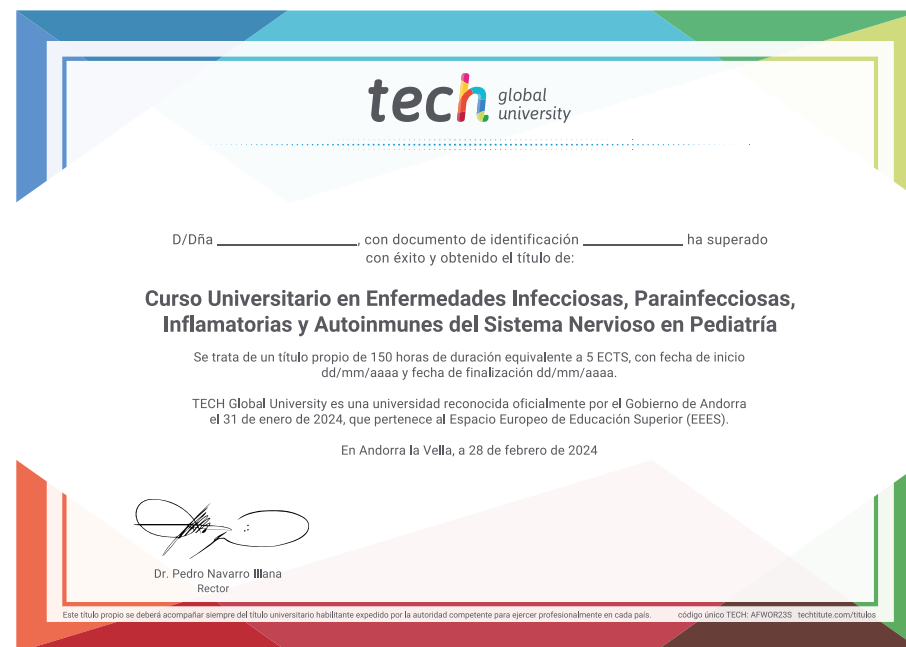 tech global university
D/Dña ____________________, con documento de identificación ______________ ha superado
con éxito y obtenido el título de:
Curso Universitario en Enfermedades Infecciosas, Parainfecciosas,
Inflamatorias y Autoinmunes del Sistema Nervioso en Pediatría
Se trata de un título propio de 150 horas de duración equivalente a 5 ECTS, con fecha de inicio
dd/mm/aaaa y fecha de finalización dd/mm/aaaa.
TECH Global University es una universidad reconocida oficialmente por el Gobierno de Andorra
el 31 de enero de 2024, que pertenece al Espacio Europeo de Educación Superior (EEES).
En Andorra la Vella, a 28 de febrero de 2024
Dr. Pedro Navarro Illana
Rector
Este título propio se deberá acompañar siempre del título universitario habilitante expedido por la autoridad competente para ejercer profesionalmente en cada país. código único TECH: AFWOR23S techtitute.com/titulos